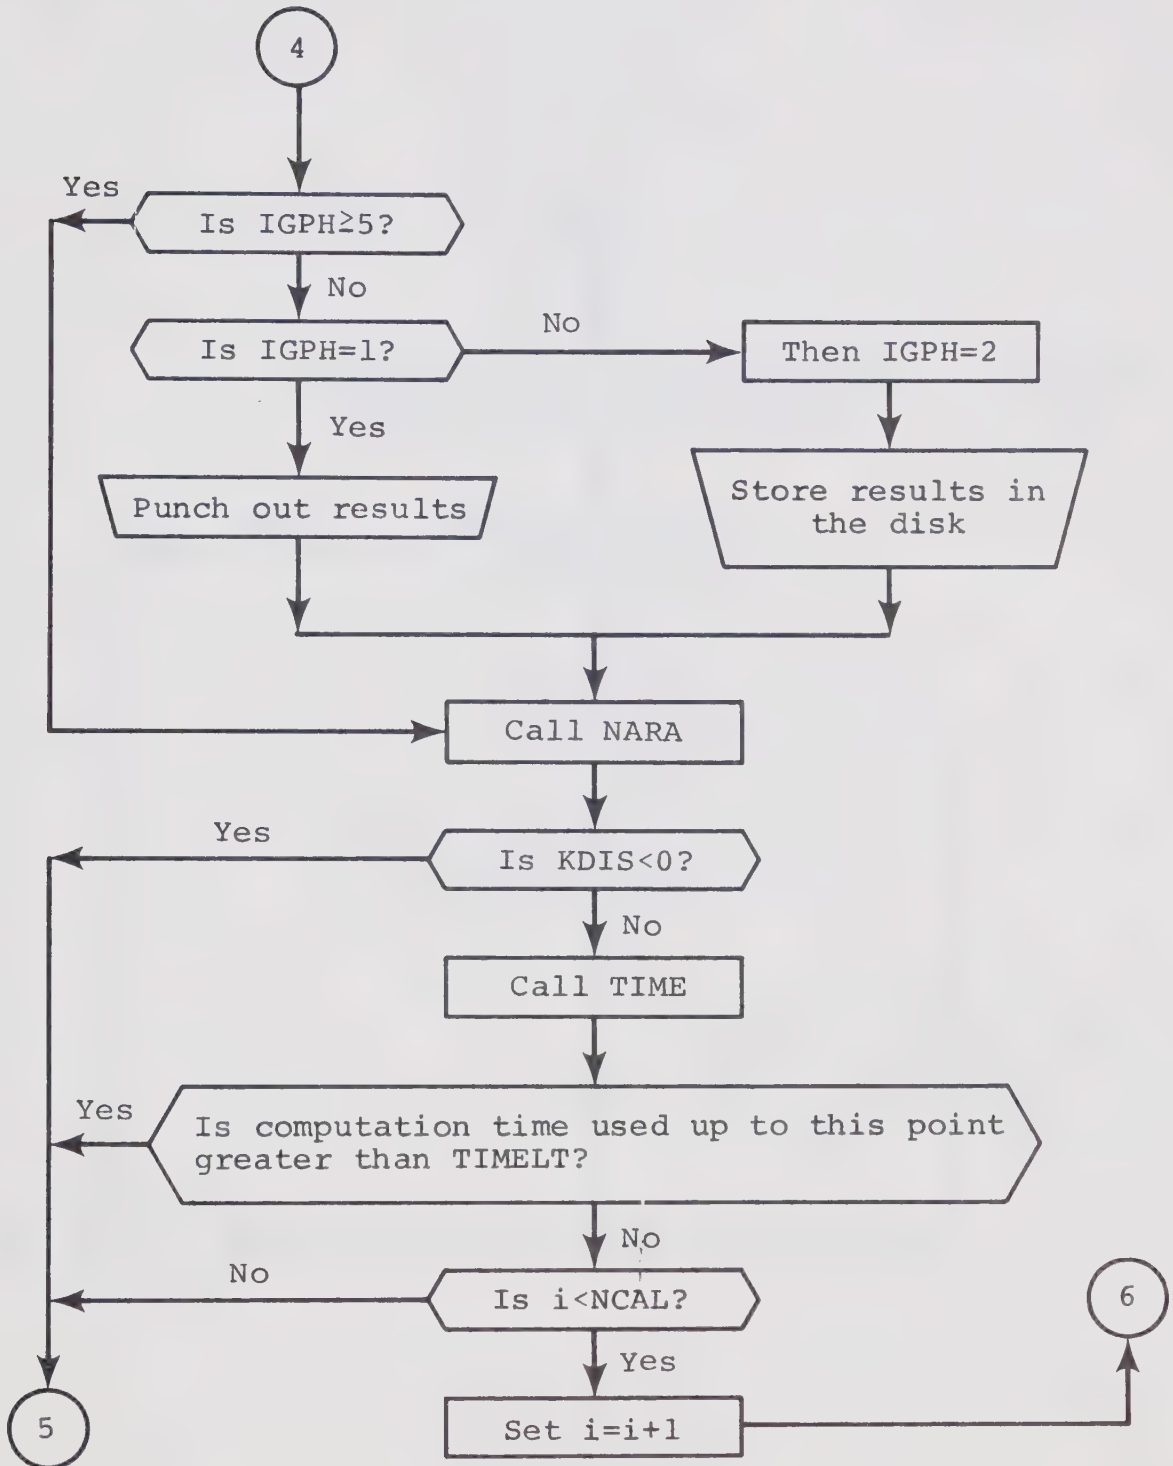 4
Yes
Is IGPH≥5?
No
Is IGPH=1?
No
Then IGPH=2
Yes
Punch out results
Store results in
the disk
Call NARA
Yes
Is KDIS<0?
No
Call TIME
Yes
Is computation time used up to this point
greater than TIMELT?
No
No
Is i<NCAL?
6
Yes
5
Set i=i+1